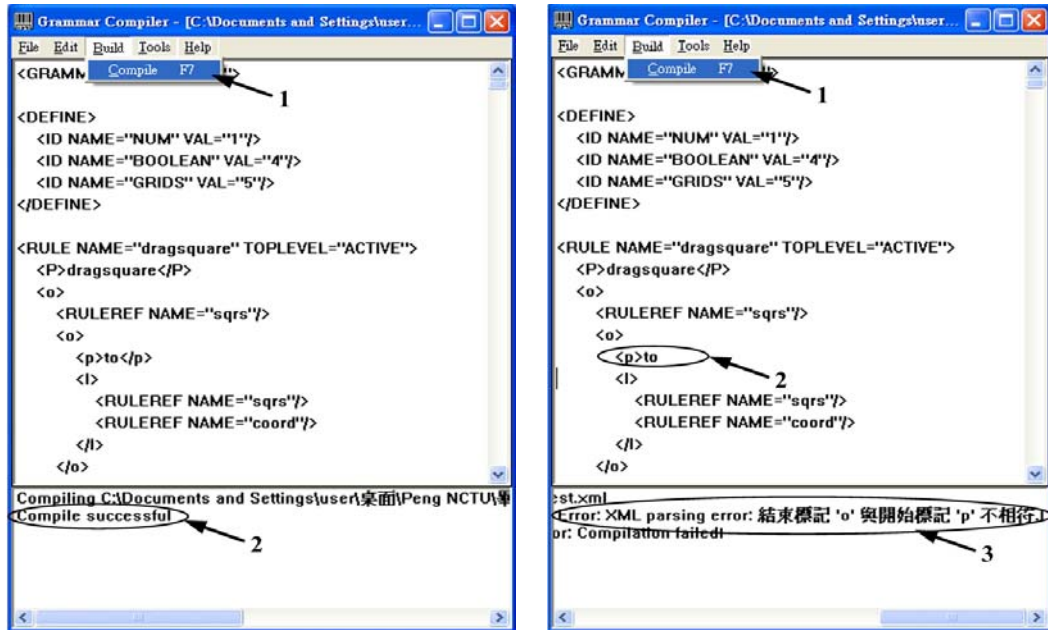 Grammar Compiler - [C:\Documents and Settings\user...
File Edit Build Tools Help
Compile F7
<GRAMM
1
<DEFINE>
<ID NAME="NUM" VAL="1"/>
<ID NAME="BOOLEAN" VAL="4"/>
<ID NAME="GRIDS" VAL="5"/>
</DEFINE>
<RULE NAME="dragsquare" TOPLEVEL="ACTIVE">
<P>dragsquare</P>
<o>
<RULEREF NAME="sqrs"/>
<o>
<p>to</p>
<l>
<RULEREF NAME="sqrs"/>
<RULEREF NAME="coord"/>
</l>
</o>
Compiling C:\Documents and Settings\user\桌面\Peng NCTU\畢
Compile successful
2
Grammar Compiler - [C:\Documents and Settings\user...
File Edit Build Tools Help
Compile F7
<GRAMM
1
<DEFINE>
<ID NAME="NUM" VAL="1"/>
<ID NAME="BOOLEAN" VAL="4"/>
<ID NAME="GRIDS" VAL="5"/>
</DEFINE>
<RULE NAME="dragsquare" TOPLEVEL="ACTIVE">
<P>dragsquare</P>
<o>
<RULEREF NAME="sqrs"/>
<o>
<p>to
2
<l>
<RULEREF NAME="sqrs"/>
<RULEREF NAME="coord"/>
</l>
</o>
est.xml
Error: XML parsing error: 結束標記 'o' 與開始標記 'p' 不相符.
or: Compilation failed!
3